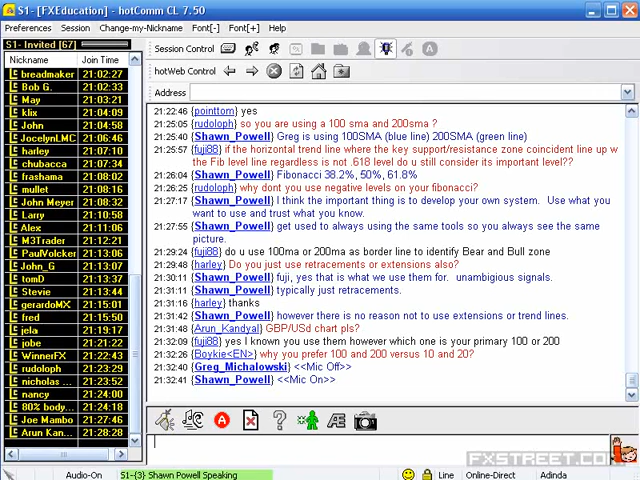 S1- [FXEducation] - hotComm CL 7.50
Preferences Session Change-my-Nickname Font[-] Font[+] Help
S1- Invited [67]
Session Control
Nickname Join Time
hotWeb Control
Address
breadmaker 21:02:27
Bob G. 21:02:33
May 21:03:21
klix 21:04:09
John 21:04:58
JocelynLMC 21:06:46
harley 21:07:10
chubacca 21:07:34
frashama 21:08:02
mullet 21:08:16
John Meyer 21:08:32
Larry 21:10:58
Alex 21:11:06
M3Trader 21:12:21
PaulVolcker 21:12:46
John_G 21:13:07
tomD 21:13:37
Stevie 21:13:44
gerardoMX 21:15:01
fred 21:15:50
jela 21:19:17
jobe 21:22:22
WinnerFX 21:22:43
rudoloph 21:23:29
nicholas ... 21:23:52
nancy 21:24:00
80% body... 21:24:18
Joe Mambo 21:27:46
Arun Kan... 21:28:28
21:22:46 {pointtom} yes
21:25:05 {rudoloph} so you are using a 100 sma and 200sma ?
21:25:40 {Shawn_Powell} Greg is using 100SMA (blue line) 200SMA (green line)
21:25:57 {fuji88} if the horizontal trend line where the key support/resistance zone coincident line up w
the Fib level line regardless is not .618 level do u still consider its important level??
21:26:04 {Shawn_Powell} Fibonacci 38.2%, 50%, 61.8%
21:26:25 {rudoloph} why dont you use negative levels on your fibonacci?
21:27:17 {Shawn_Powell} I think the important thing is to develop your own system. Use what you
want to use and trust what you know.
21:27:55 {Shawn_Powell} get used to always using the same tools so you always see the same
picture.
21:29:24 {fuji88} do u use 100ma or 200ma as border line to identify Bear and Bull zone
21:29:48 {harley} Do you just use retracements or extensions also?
21:30:11 {Shawn_Powell} fuji, yes that is what we use them for. unambigious signals.
21:31:11 {Shawn_Powell} typically just retracements.
21:31:16 {harley} thanks
21:31:42 {Shawn_Powell} however there is no reason not to use extensions or trend lines.
21:31:48 {Arun_Kandyal} GBP/USd chart pls?
21:32:09 {fuji88} yes I known you use them however which one is your primary 100 or 200
21:32:26 {Boykie<EN>} why you prefer 100 and 200 versus 10 and 20?
21:32:40 {Greg_Michalowski} <<Mic Off>>
21:32:41 {Shawn_Powell} <<Mic On>>
FXSTREET.CO
Audio-On S1-{3} Shawn Powell Speaking Line Online-Direct Adinda